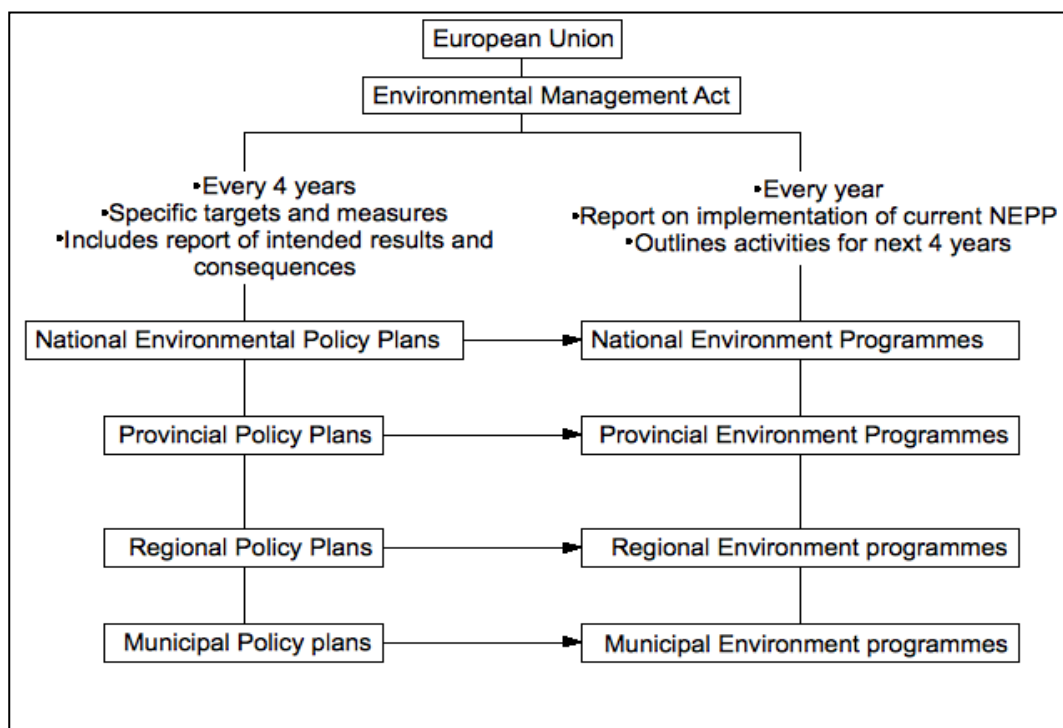 European Union
Environmental Management Act
•Every 4 years
•Specific targets and measures
•Includes report of intended results and
consequences
•Every year
•Report on implementation of current NEPP
•Outlines activities for next 4 years
National Environmental Policy Plans
National Environment Programmes
Provincial Policy Plans
Provincial Environment Programmes
Regional Policy Plans
Regional Environment programmes
Municipal Policy plans
Municipal Environment programmes